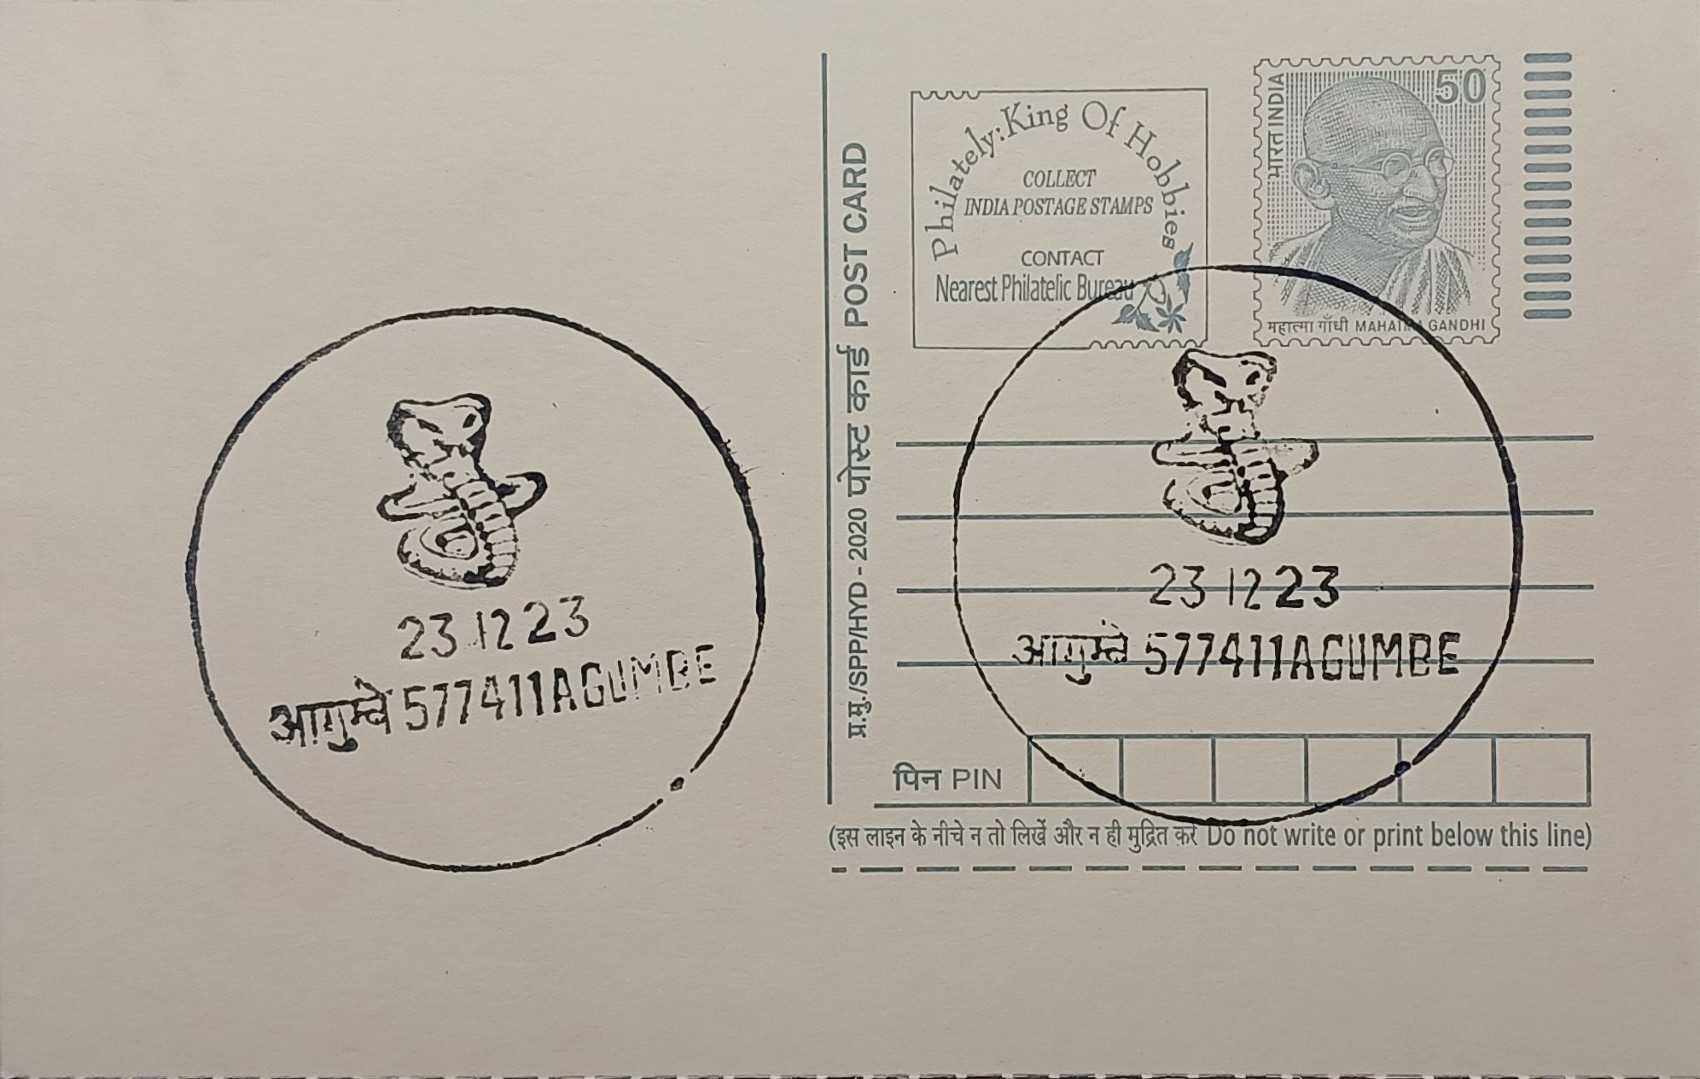 23 12 23
आगुम्बे 577411 AGUMBE
प्र.मु./SPP/HYD - 2020 पोस्ट कार्ड POST CARD
Philately: King Of Hobbies
COLLECT
INDIA POSTAGE STAMPS
CONTACT
Nearest Philatelic Bureau
भारत INDIA
50
महात्मा गाँधी MAHATMA GANDHI
23 12 23
आगुम्बे 577411 AGUMBE
पिन PIN
(इस लाइन के नीचे न तो लिखें और न ही मुद्रित करें Do not write or print below this line)